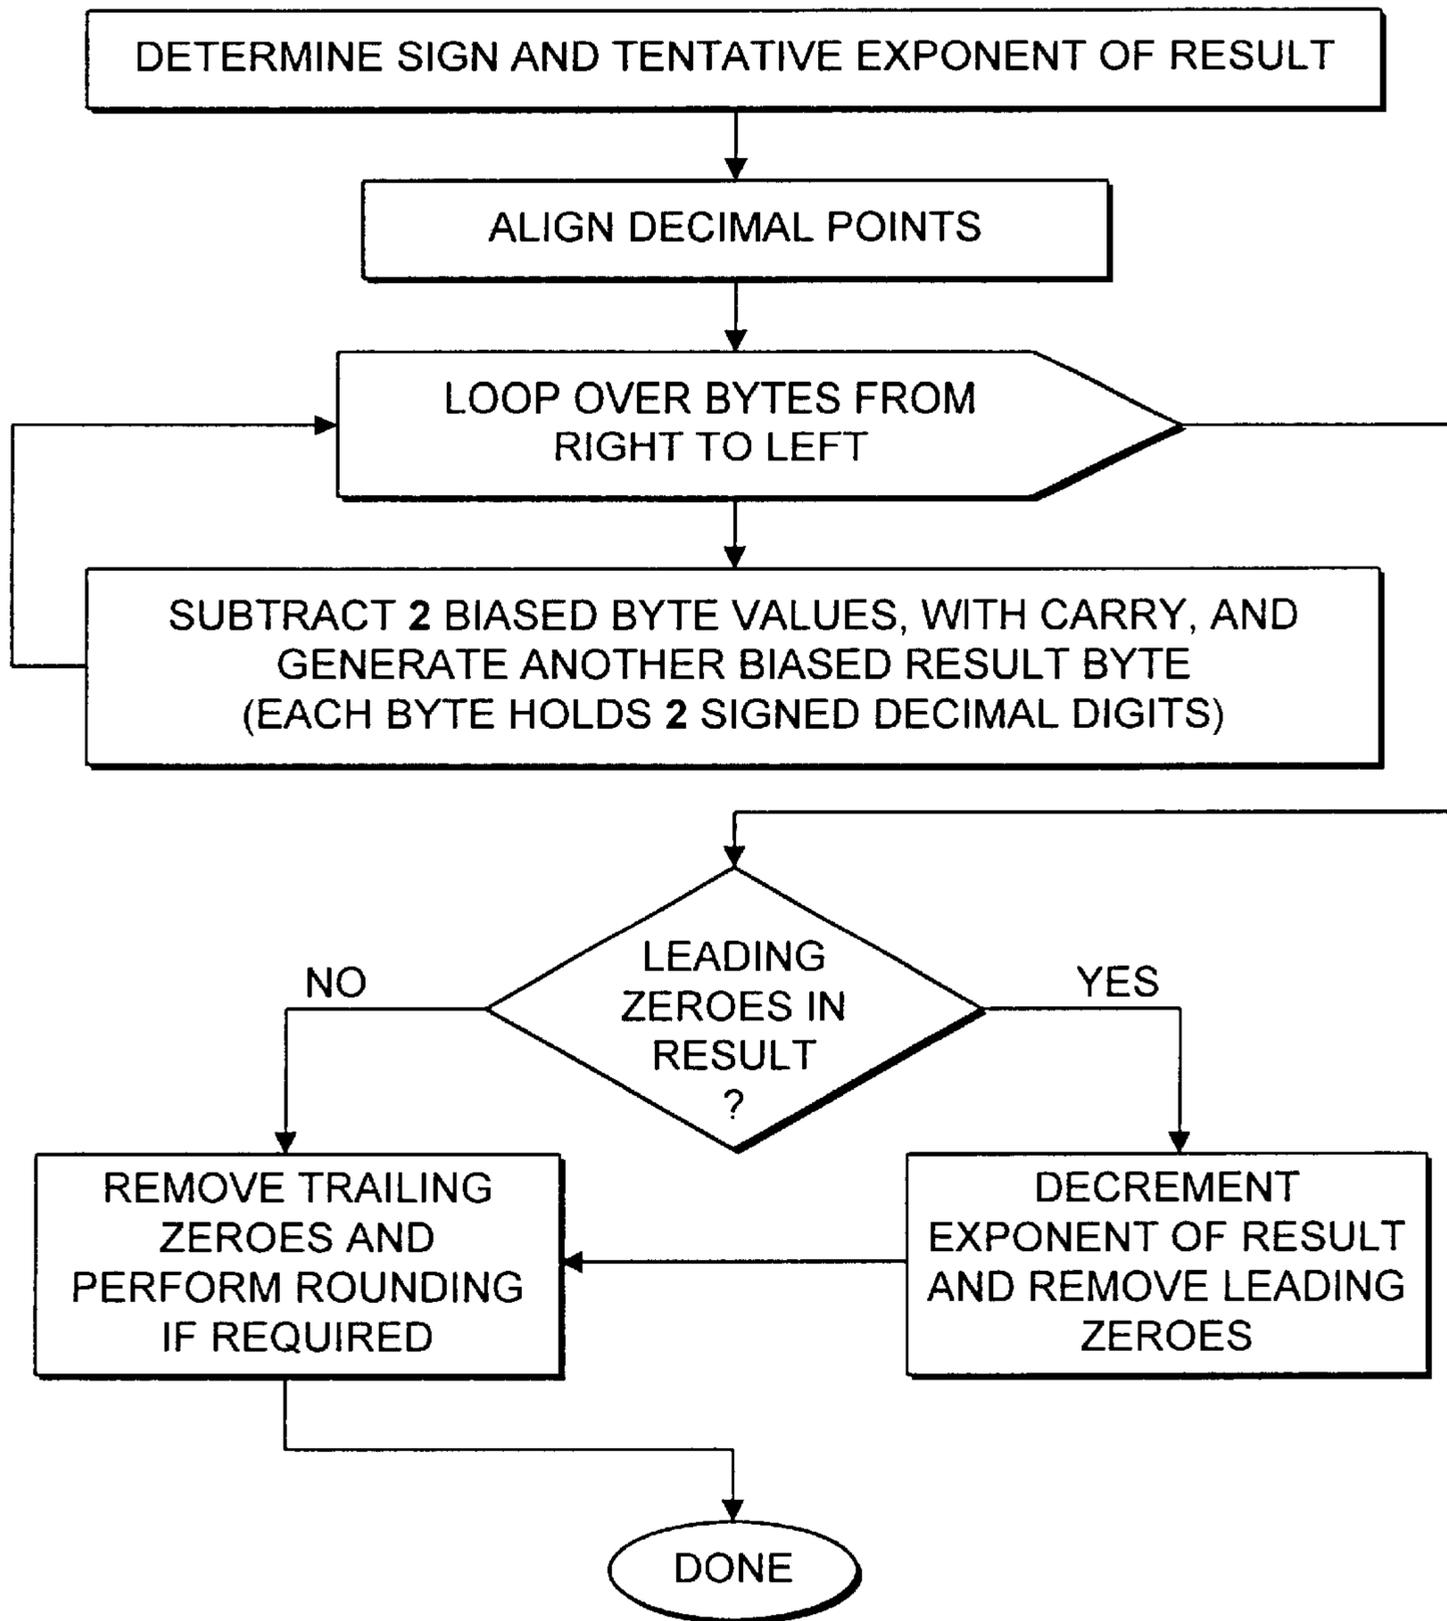 DETERMINE SIGN AND TENTATIVE EXPONENT OF RESULT
ALIGN DECIMAL POINTS
LOOP OVER BYTES FROM
RIGHT TO LEFT
SUBTRACT 2 BIASED BYTE VALUES, WITH CARRY, AND
GENERATE ANOTHER BIASED RESULT BYTE
(EACH BYTE HOLDS 2 SIGNED DECIMAL DIGITS)
LEADING
ZEROES IN
RESULT
?
NO
YES
REMOVE TRAILING
ZEROES AND
PERFORM ROUNDING
IF REQUIRED
DECREMENT
EXPONENT OF RESULT
AND REMOVE LEADING
ZEROES
DONE